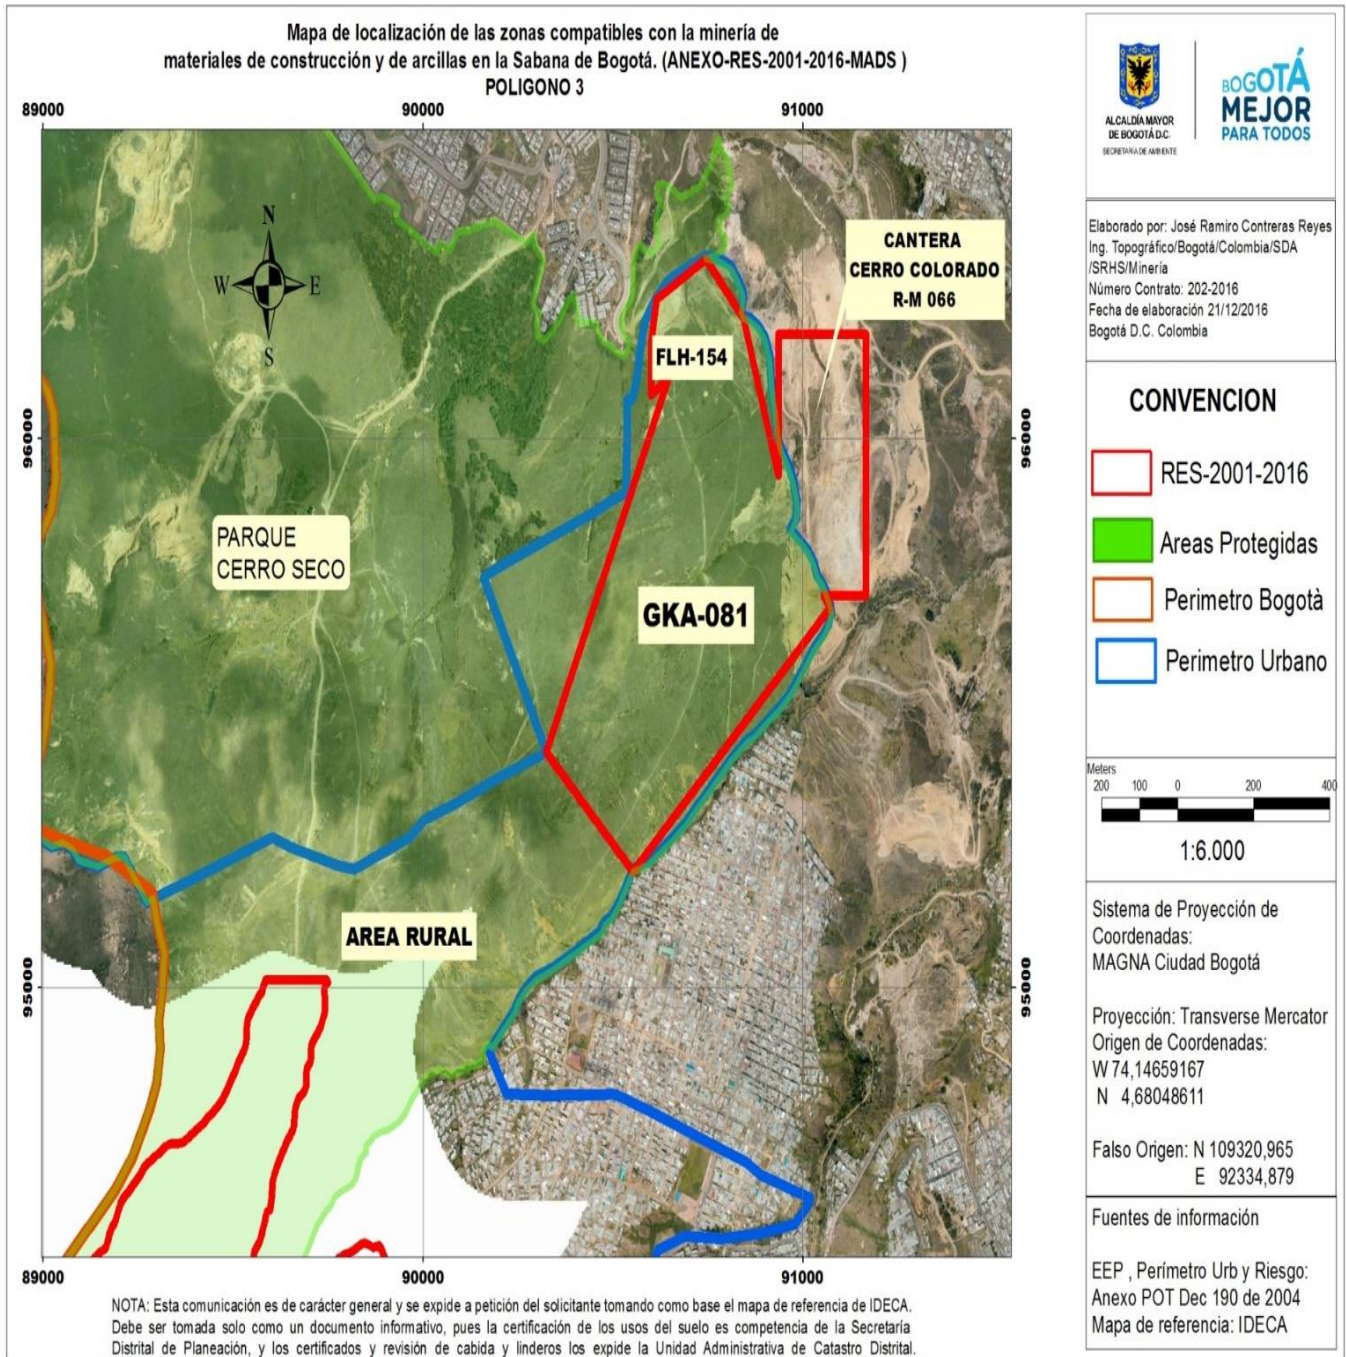 Mapa de localización de las zonas compatibles con la minería de
materiales de construcción y de arcillas en la Sabana de Bogotá. (ANEXO-RES-2001-2016-MADS )
POLIGONO 3
89000
90000
91000
96000
96000
95000
95000
89000
90000
91000
N
W
E
S
CANTERA
CERRO COLORADO
R-M 066
FLH-154
PARQUE
CERRO SECO
GKA-081
AREA RURAL
ALCALDÍA MAYOR
DE BOGOTÁ D.C.
SECRETARÍA DE AMBIENTE
BOGOTÁ
MEJOR
PARA TODOS
Elaborado por: José Ramiro Contreras Reyes
Ing. Topográfico/Bogotá/Colombia/SDA
/SRHS/Minería
Número Contrato: 202-2016
Fecha de elaboración 21/12/2016
Bogotá D.C. Colombia
CONVENCION
RES-2001-2016
Areas Protegidas
Perimetro Bogotà
Perimetro Urbano
Meters
200 100 0 200 400
1:6.000
Sistema de Proyección de
Coordenadas:
MAGNA Ciudad Bogotá
Proyección: Transverse Mercator
Origen de Coordenadas:
W 74,14659167
N 4,68048611
Falso Origen: N 109320,965
E 92334,879
Fuentes de información
EEP , Perímetro Urb y Riesgo:
Anexo POT Dec 190 de 2004
Mapa de referencia: IDECA
NOTA: Esta comunicación es de carácter general y se expide a petición del solicitante tomando como base el mapa de referencia de IDECA.
Debe ser tomada solo como un documento informativo, pues la certificación de los usos del suelo es competencia de la Secretaría
Distrital de Planeación, y los certificados y revisión de cabida y linderos los expide la Unidad Administrativa de Catastro Distrital.